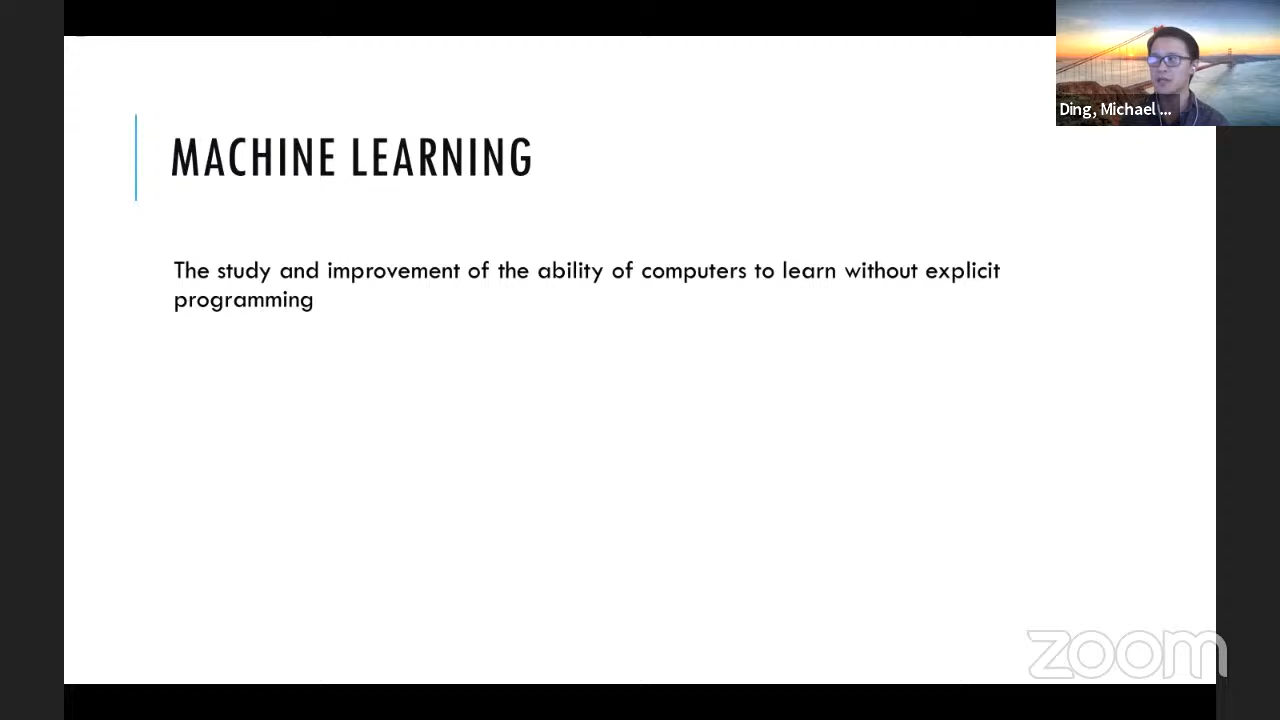 Ding, Michael ...
MACHINE LEARNING
The study and improvement of the ability of computers to learn without explicit
programming
zoom